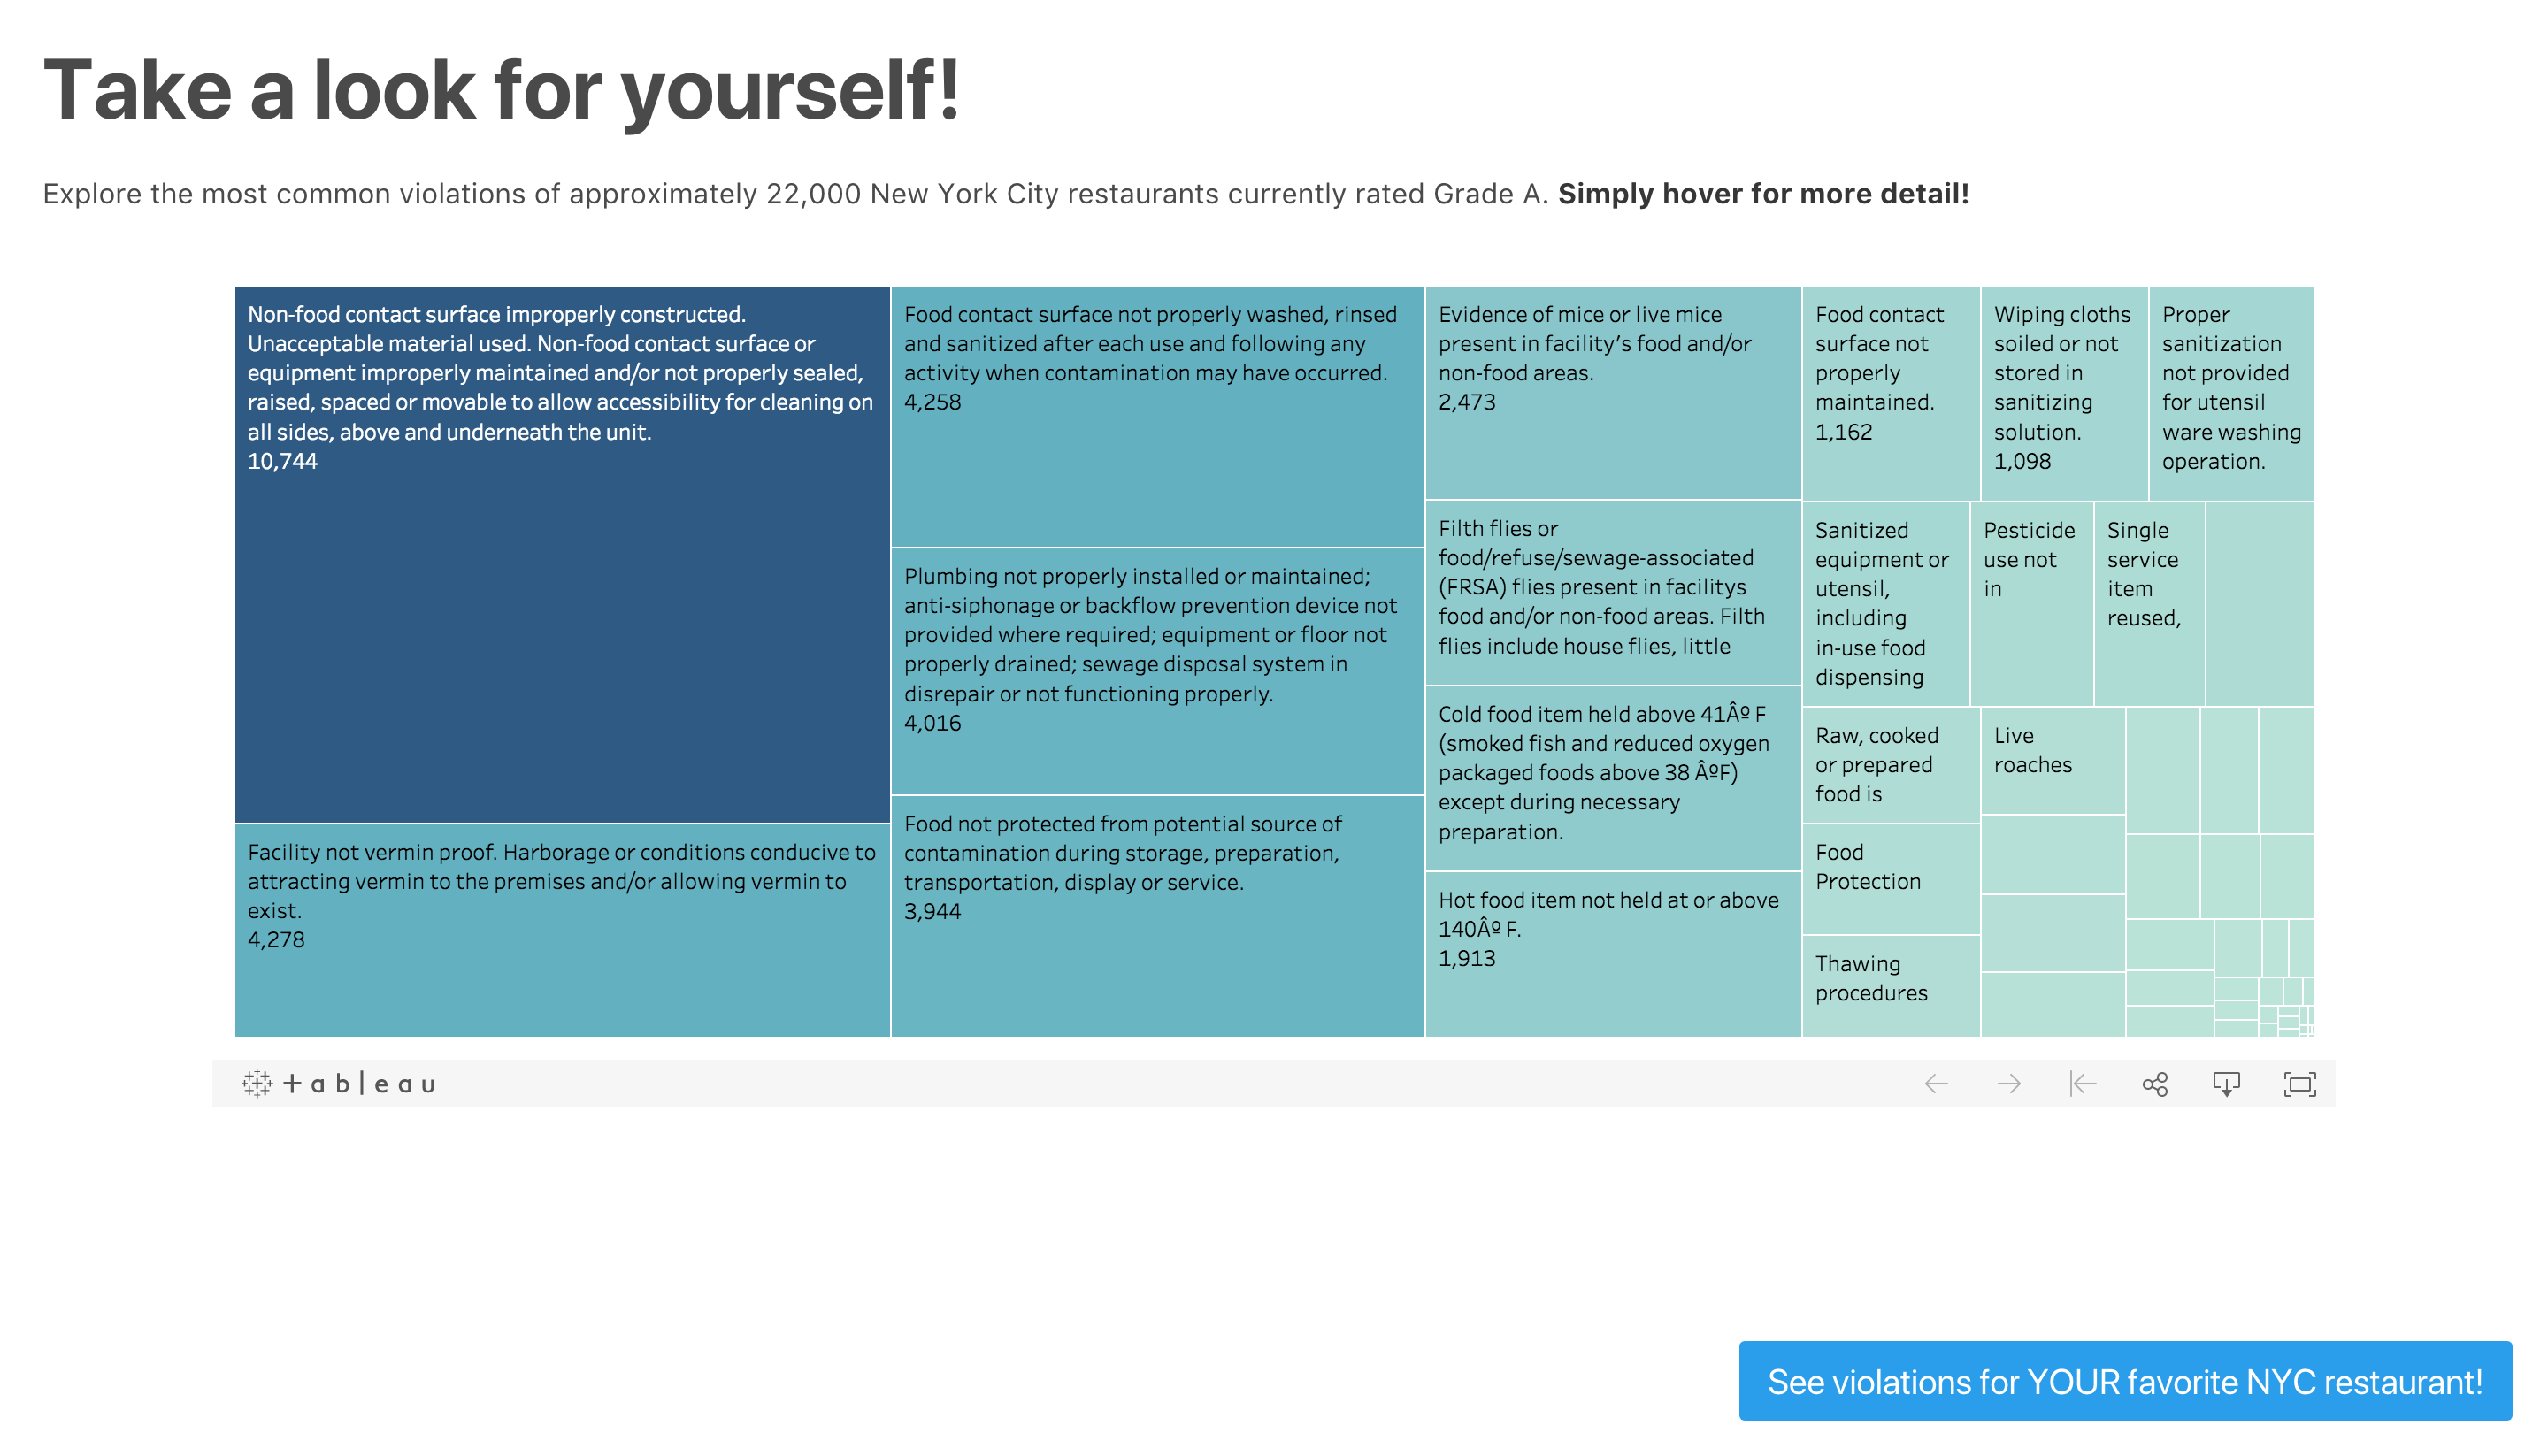 Take a look for yourself!
Explore the most common violations of approximately 22,000 New York City restaurants currently rated Grade A. Simply hover for more detail!
Non-food contact surface improperly constructed.
Unacceptable material used. Non-food contact surface or
equipment improperly maintained and/or not properly sealed,
raised, spaced or movable to allow accessibility for cleaning on
all sides, above and underneath the unit.
10,744
Facility not vermin proof. Harborage or conditions conducive to
attracting vermin to the premises and/or allowing vermin to
exist.
4,278
Food contact surface not properly washed, rinsed
and sanitized after each use and following any
activity when contamination may have occurred.
4,258
Plumbing not properly installed or maintained;
anti-siphonage or backflow prevention device not
provided where required; equipment or floor not
properly drained; sewage disposal system in
disrepair or not functioning properly.
4,016
Food not protected from potential source of
contamination during storage, preparation,
transportation, display or service.
3,944
Evidence of mice or live mice
present in facility's food and/or
non-food areas.
2,473
Filth flies or
food/refuse/sewage-associated
(FRSA) flies present in facilitys
food and/or non-food areas. Filth
flies include house flies, little
Cold food item held above 41Âº F
(smoked fish and reduced oxygen
packaged foods above 38 ÂºF)
except during necessary
preparation.
Hot food item not held at or above
140Âº F.
1,913
Food contact
surface not
properly
maintained.
1,162
Wiping cloths
soiled or not
stored in
sanitizing
solution.
1,098
Proper
sanitization
not provided
for utensil
ware washing
operation.
Sanitized
equipment or
utensil,
including
in-use food
dispensing
Pesticide
use not
in
Single
service
item
reused,
Raw, cooked
or prepared
food is
Live
roaches
Food
Protection
Thawing
procedures
+ableau
See violations for YOUR favorite NYC restaurant!